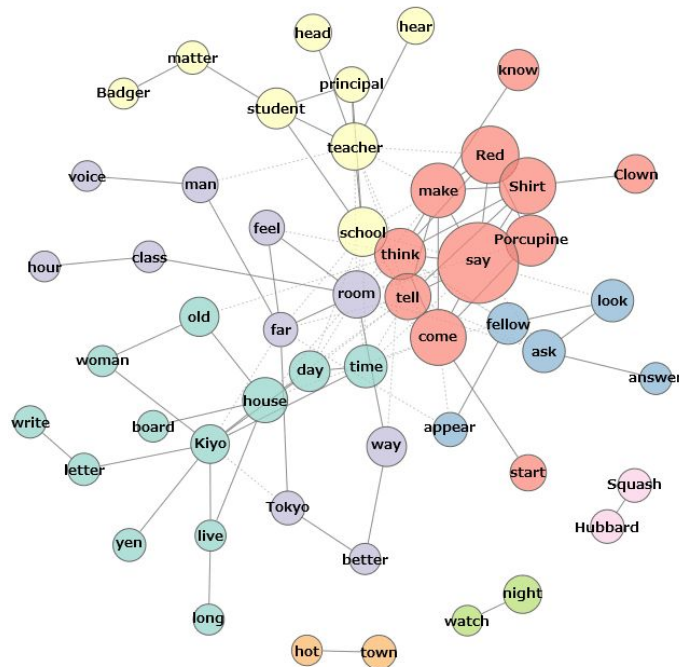 head
hear
matter
know
Badger
principal
student
teacher
Red
voice
man
make
Shirt
Clown
feel
school
Porcupine
hour
class
think
say
room
tell
look
old
far
fellow
come
ask
woman
day
time
answer
house
write
board
appear
Kiyo
way
letter
start
Squash
Tokyo
Hubbard
yen
live
better
night
long
watch
hot
town